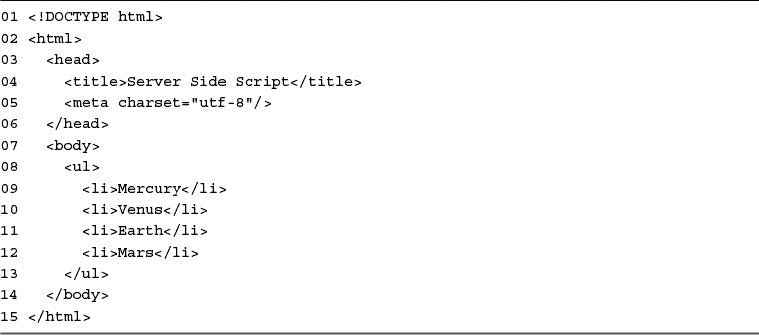 01 <!DOCTYPE html>
02 <html>
03   <head>
04     <title>Server Side Script</title>
05     <meta charset="utf-8"/>
06   </head>
07   <body>
08     <ul>
09       <li>Mercury</li>
10       <li>Venus</li>
11       <li>Earth</li>
12       <li>Mars</li>
13     </ul>
14   </body>
15 </html>